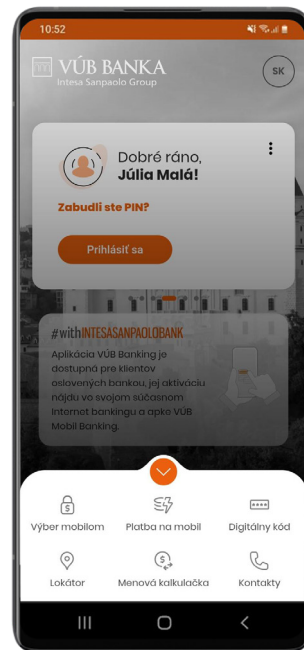 10:52
VÚB BANKA
Intesa Sanpaolo Group
SK
Dobré ráno,
Júlia Malá!
Zabudli ste PIN?
Prihlásiť sa
#withINTESASANPAOLOBANK
Aplikácia VÚB Banking je
dostupná pre klientov
oslovených bankou, jej aktiváciu
nájdu vo svojom súčasnom
Internet bankingu a apke VÚB
Mobil Banking.
Výber mobilom Platba na mobil Digitálny kód
Lokátor Menová kalkulačka Kontakty